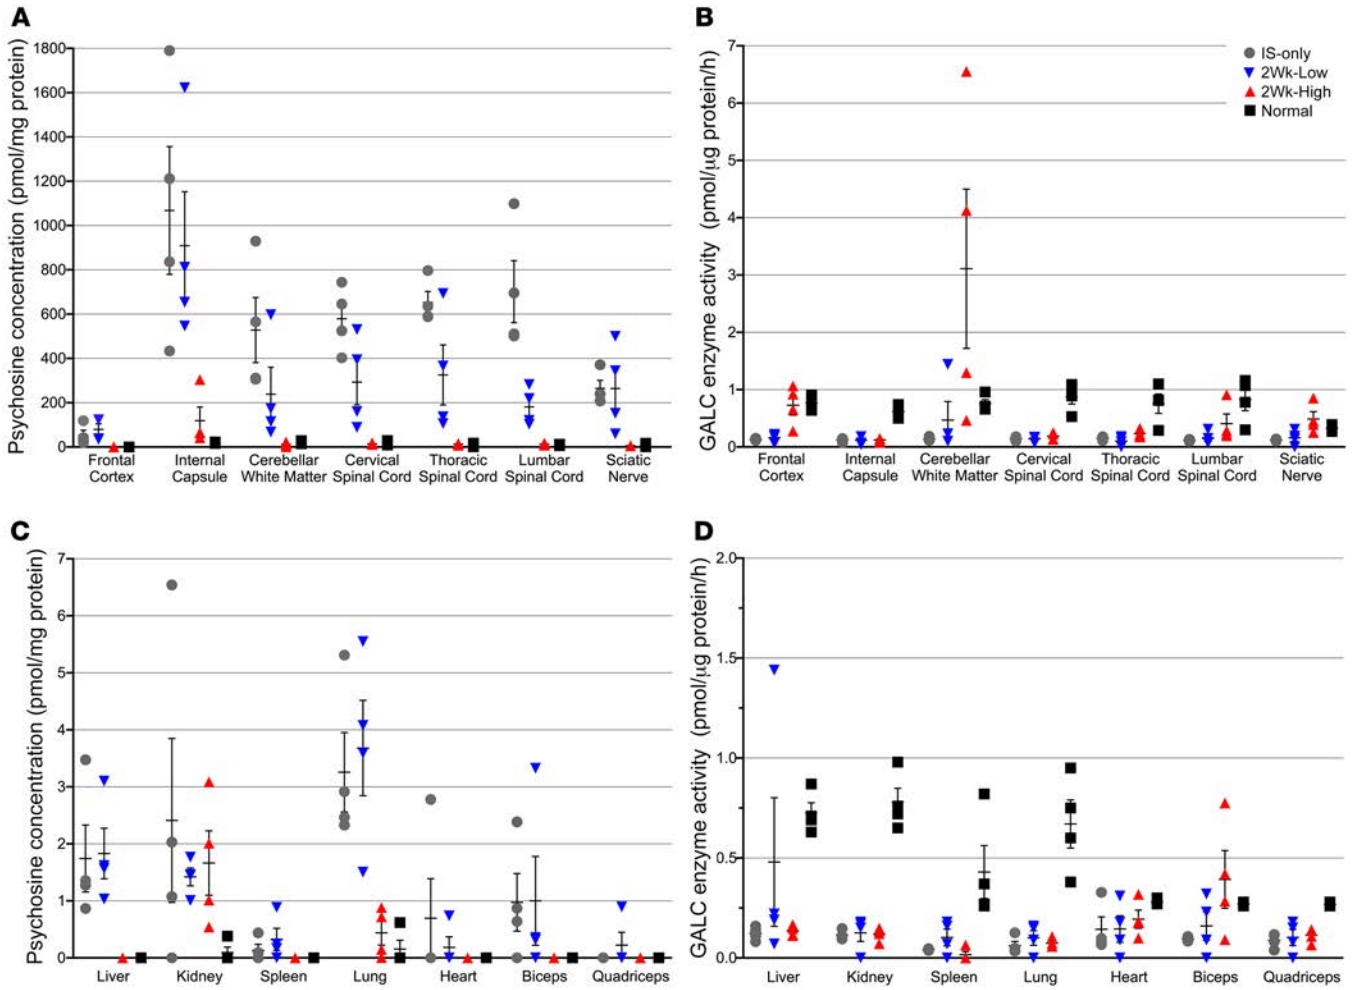 A
Psychosine concentration (pmol/mg protein)
1800
1600
1400
1200
1000
800
600
400
200
0
Frontal Cortex
Internal Capsule
Cerebellar White Matter
Cervical Spinal Cord
Thoracic Spinal Cord
Lumbar Spinal Cord
Sciatic Nerve
B
GALC enzyme activity (pmol/μg protein/h)
7
6
5
4
3
2
1
0
IS-only
2Wk-Low
2Wk-High
Normal
Frontal Cortex
Internal Capsule
Cerebellar White Matter
Cervical Spinal Cord
Thoracic Spinal Cord
Lumbar Spinal Cord
Sciatic Nerve
C
Psychosine concentration (pmol/mg protein)
7
6
5
4
3
2
1
0
Liver
Kidney
Spleen
Lung
Heart
Biceps
Quadriceps
D
GALC enzyme activity (pmol/μg protein/h)
2.0
1.5
1.0
0.5
0.0
Liver
Kidney
Spleen
Lung
Heart
Biceps
Quadriceps